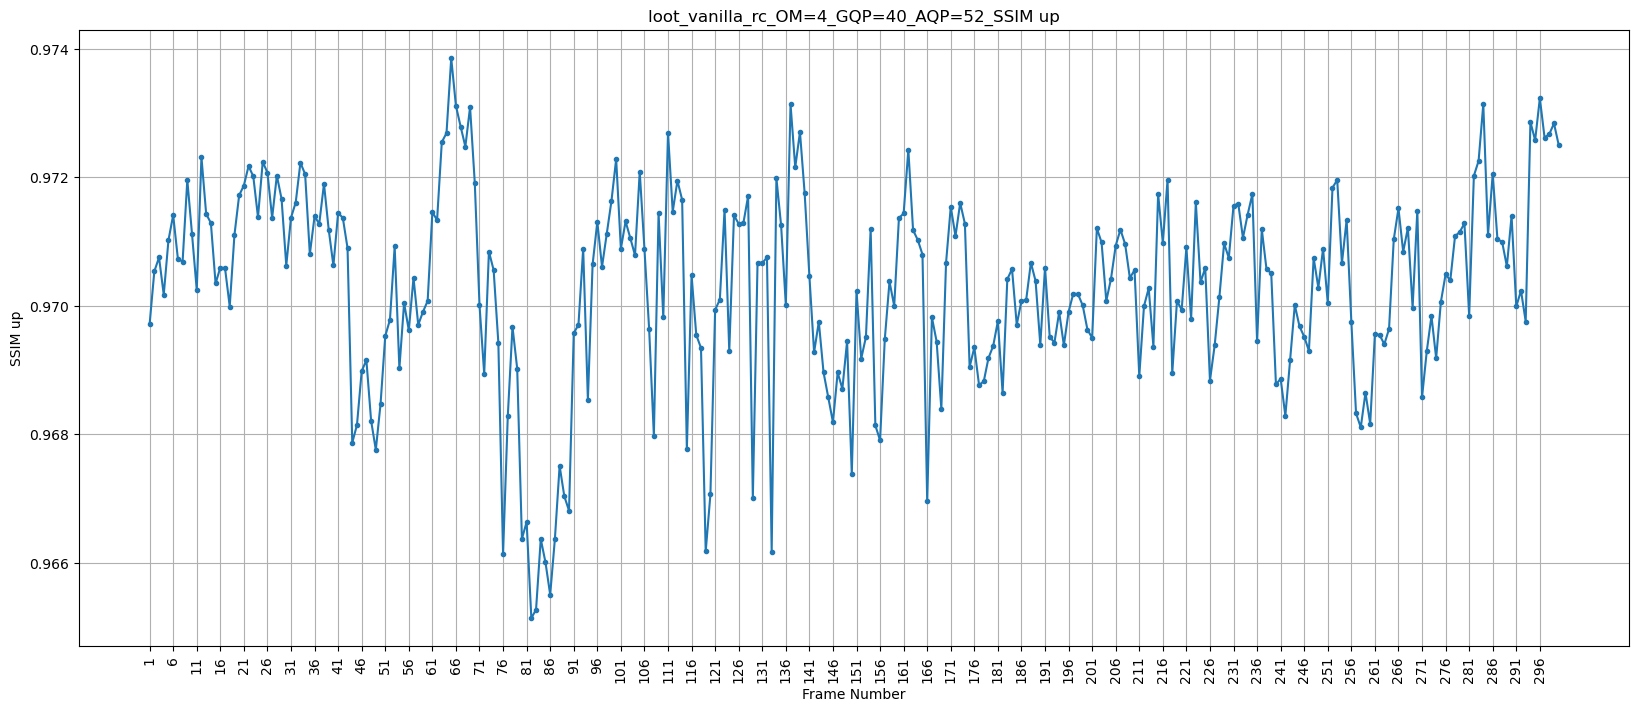 loot_vanilla_rc_OM=4_GQP=40_AQP=52_SSIM up
0.974
0.972
0.970
0.968
0.966
SSIM up
1 6 11 16 21 26 31 36 41 46 51 56 61 66 71 76 81 86 91 96 101 106 111 116 121 126 131 136 141 146 151 156 161 166 171 176 181 186 191 196 201 206 211 216 221 226 231 236 241 246 251 256 261 266 271 276 281 286 291 296
Frame Number